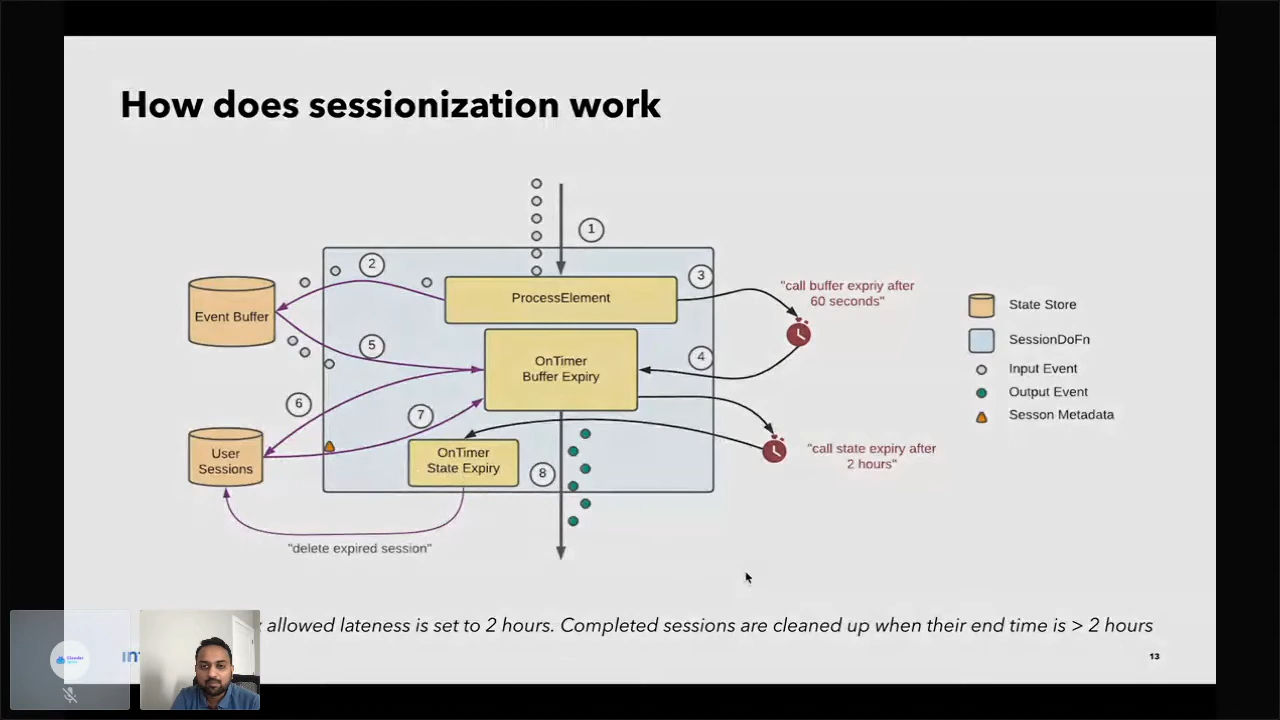 How does sessionization work
1
2
3
ProcessElement
"call buffer expriy after
60 seconds"
Event Buffer
State Store
SessionDoFn
Input Event
Output Event
Sesson Metadata
5
4
OnTimer
Buffer Expiry
6
7
User
Sessions
OnTimer
State Expiry
8
"call state expiry after
2 hours"
"delete expired session"
allowed lateness is set to 2 hours. Completed sessions are cleaned up when their end time is > 2 hours
13